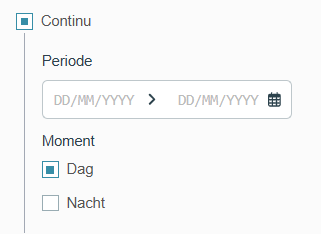 Continu
Periode
DD/MM/YYYY > DD/MM/YYYY
Moment
Dag
Nacht